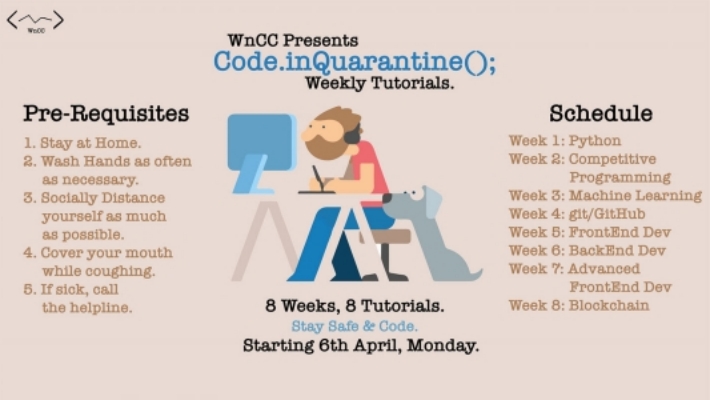 WnCC
WnCC Presents
Code.inQuarantine();
Weekly Tutorials.
Pre-Requisites
1. Stay at Home.
2. Wash Hands as often
as necessary.
3. Socially Distance
yourself as much
as possible.
4. Cover your mouth
while coughing.
5. If sick, call
the helpline.
Schedule
Week 1: Python
Week 2: Competitive
Programming
Week 3: Machine Learning
Week 4: git/GitHub
Week 5: FrontEnd Dev
Week 6: BackEnd Dev
Week 7: Advanced
FrontEnd Dev
Week 8: Blockchain
8 Weeks, 8 Tutorials.
Stay Safe & Code.
Starting 6th April, Monday.